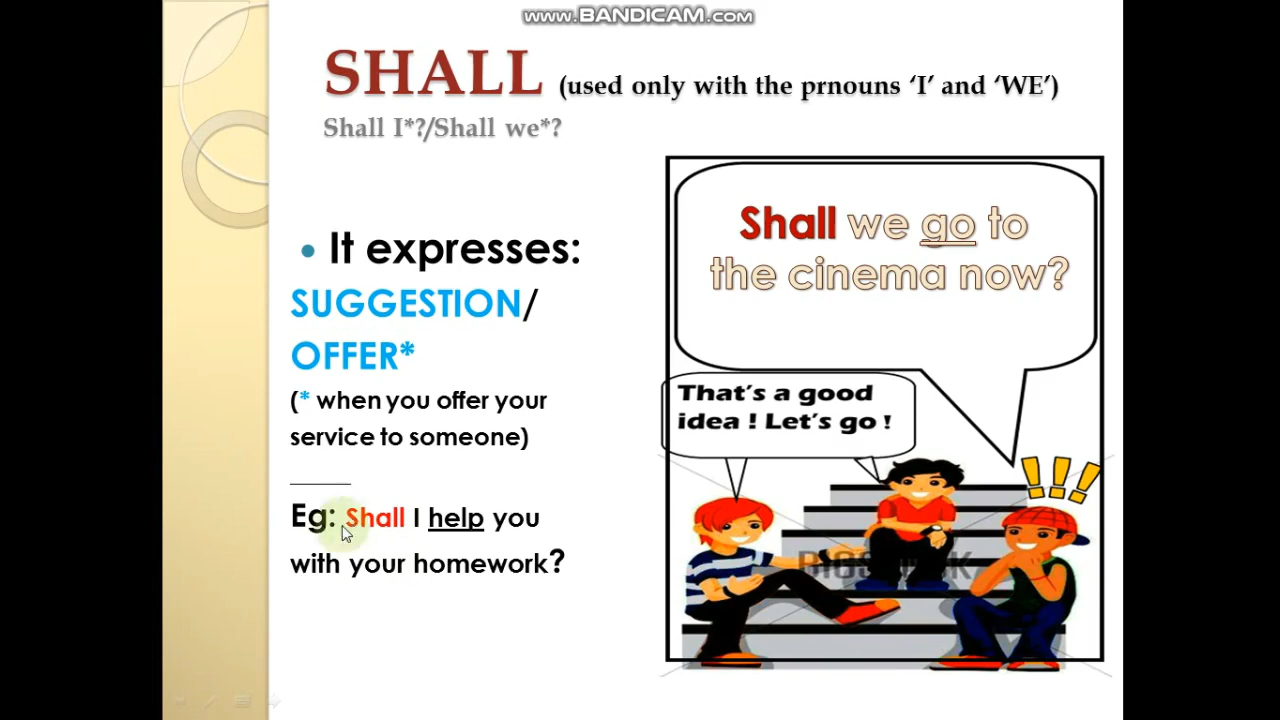 www.BANDICAM.com
SHALL (used only with the prnouns ‘I’ and ‘WE’)
Shall I*?/Shall we*?
• It expresses:
SUGGESTION/
OFFER*
(* when you offer your
service to someone)
Eg: Shall I help you
with your homework?
Shall we go to
the cinema now?
That's a good
idea ! Let's go !